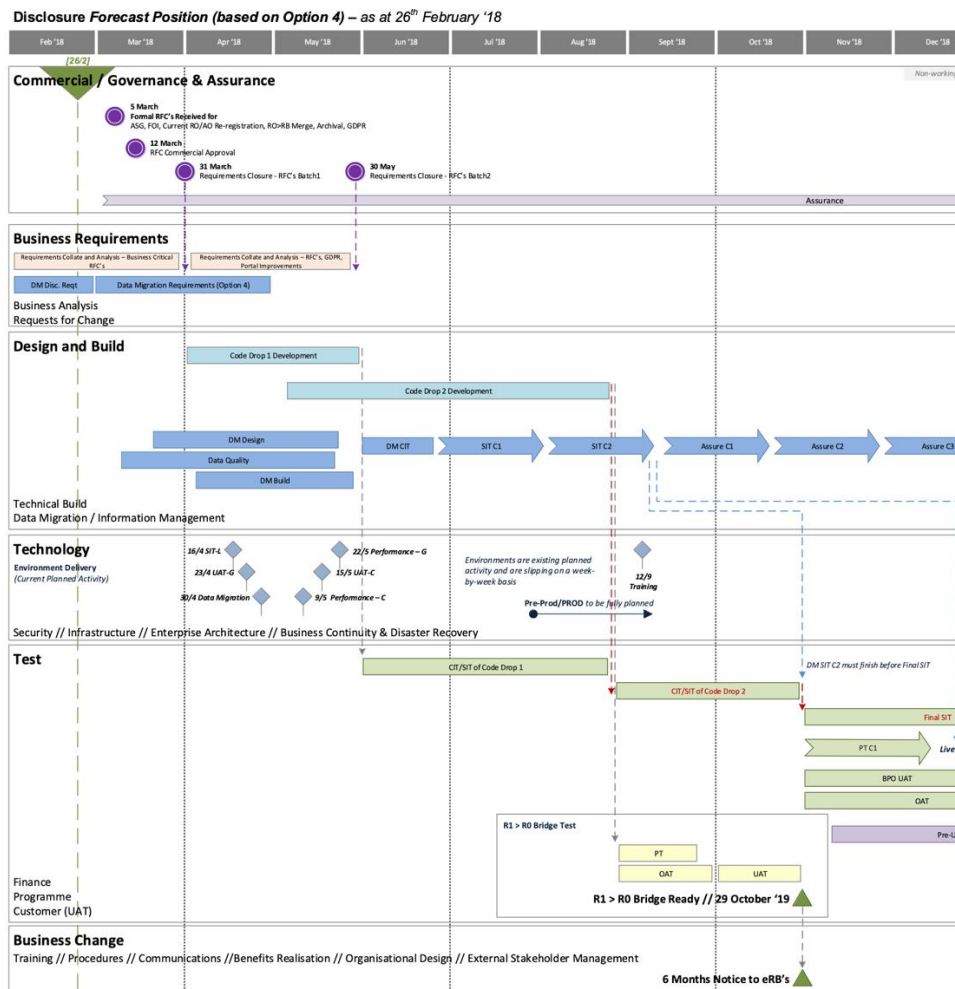 Disclosure Forecast Position (based on Option 4) – as at 26th February '18
Feb '18 Mar '18 Apr '18 May '18 Jun '18 Jul '18 Aug '18 Sept '18 Oct '18 Nov '18 Dec '18
[26/2]
Commercial / Governance & Assurance
Non-working
5 March
Formal RFC's Received for
ASG, FOI, Current RO/AO Re-registration, RO>RB Merge, Archival, GDPR
12 March
RFC Commercial Approval
31 March
Requirements Closure - RFC's Batch1
30 May
Requirements Closure - RFC's Batch2
Assurance
Business Requirements
Requirements Collate and Analysis – Business Critical
RFC's
Requirements Collate and Analysis – RFC's, GDPR,
Portal Improvements
DM Disc. Reqt
Data Migration Requirements (Option 4)
Business Analysis
Requests for Change
Design and Build
Code Drop 1 Development
Code Drop 2 Development
DM Design
Data Quality
DM Build
DM CIT
SIT C1
SIT C2
Assure C1
Assure C2
Assure C3
Technical Build
Data Migration / Information Management
Technology
Environment Delivery
(Current Planned Activity)
16/4 SIT-L
23/4 UAT-G
30/4 Data Migration
22/5 Performance – G
15/5 UAT-C
9/5 Performance – C
Environments are existing planned
activity and are slipping on a week-
by-week basis
12/9
Training
Pre-Prod/PROD to be fully planned
Security // Infrastructure // Enterprise Architecture // Business Continuity & Disaster Recovery
Test
CIT/SIT of Code Drop 1
DM SIT C2 must finish before Final SIT
CIT/SIT of Code Drop 2
Final SIT
PT C1
Live
BPO UAT
OAT
R1 > R0 Bridge Test
Pre-U
PT
OAT
UAT
R1 > R0 Bridge Ready // 29 October '19
Finance
Programme
Customer (UAT)
Business Change
Training // Procedures // Communications //Benefits Realisation // Organisational Design // External Stakeholder Management
6 Months Notice to eRB's